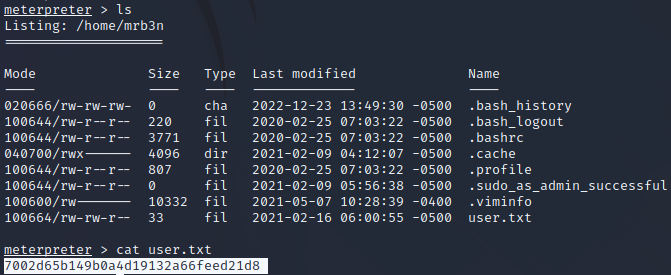 meterpreter > ls
Listing: /home/mrb3n
====================
Mode Size Type Last modified Name
---- ---- ---- ------------- ----
020666/rw-rw-rw- 0 cha 2022-12-23 13:49:30 -0500 .bash_history
100644/rw-r--r-- 220 fil 2020-02-25 07:03:22 -0500 .bash_logout
100644/rw-r--r-- 3771 fil 2020-02-25 07:03:22 -0500 .bashrc
040700/rwx------ 4096 dir 2021-02-09 04:12:07 -0500 .cache
100644/rw-r--r-- 807 fil 2020-02-25 07:03:22 -0500 .profile
100644/rw-r--r-- 0 fil 2021-02-09 05:56:38 -0500 .sudo_as_admin_successful
100600/rw------- 10332 fil 2021-05-07 10:28:39 -0400 .viminfo
100664/rw-rw-r-- 33 fil 2021-02-16 06:00:55 -0500 user.txt
meterpreter > cat user.txt
7002d65b149b0a4d19132a66feed21d8